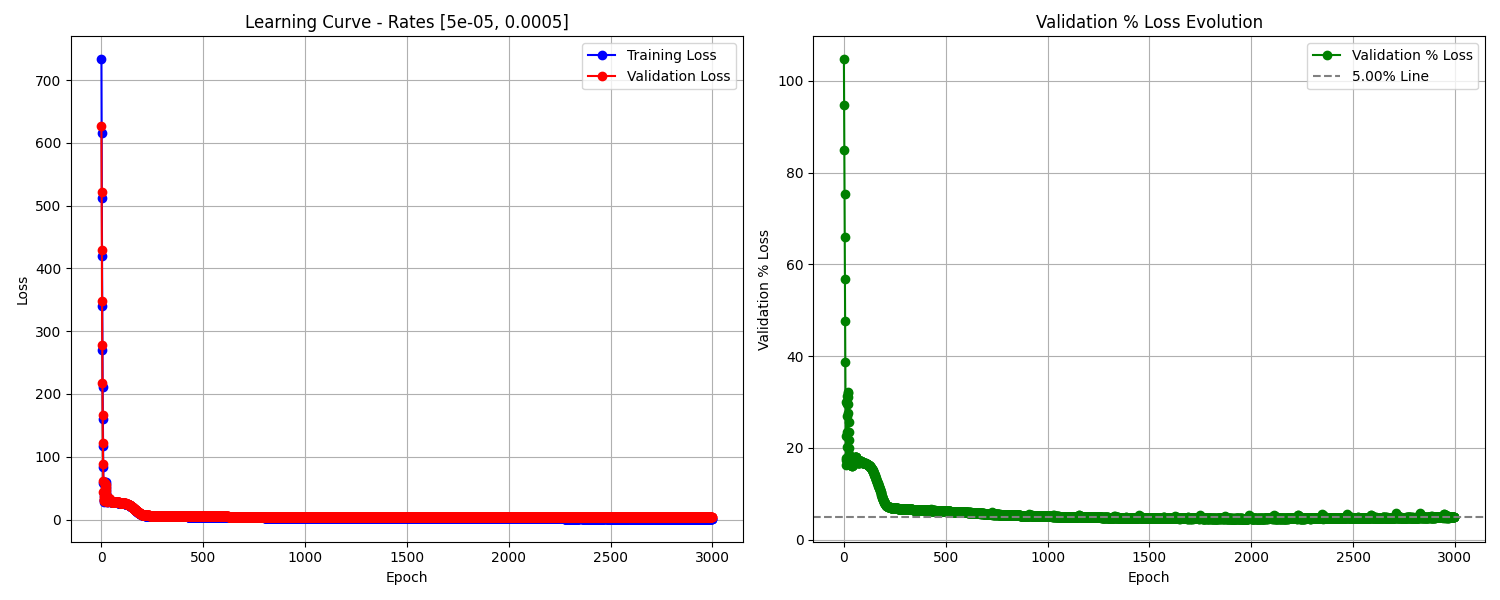 Learning Curve - Rates [5e-05, 0.0005]
Training Loss
Validation Loss
Loss
700
600
500
400
300
200
100
0
0
500
1000
1500
2000
2500
3000
Epoch
Validation % Loss Evolution
Validation % Loss
5.00% Line
Validation % Loss
100
80
60
40
20
0
0
500
1000
1500
2000
2500
3000
Epoch